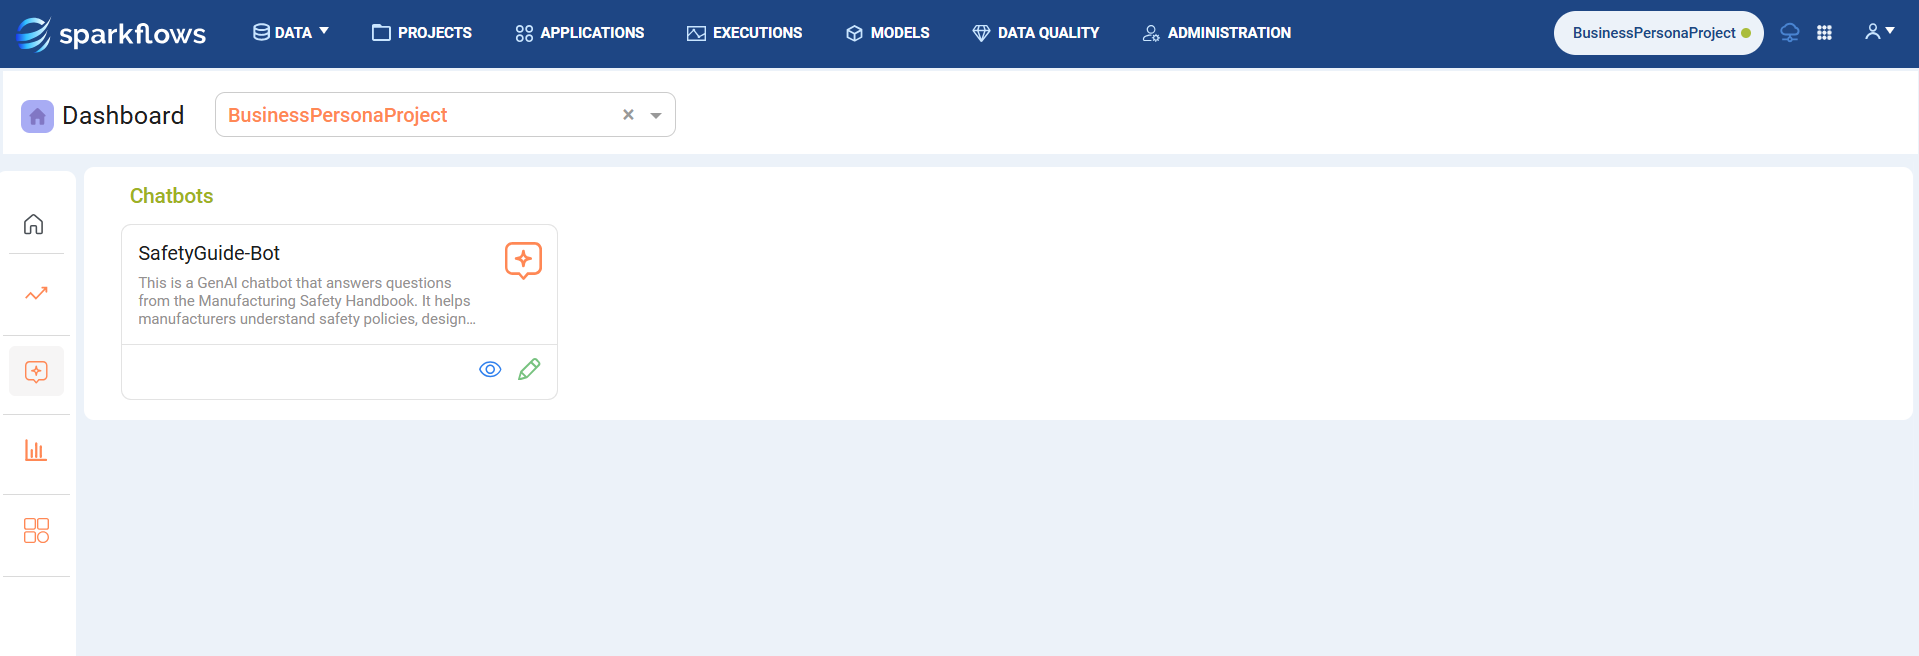 sparkflows
DATA
PROJECTS
APPLICATIONS
EXECUTIONS
MODELS
DATA QUALITY
ADMINISTRATION
BusinessPersonaProject
Dashboard
BusinessPersonaProject
Chatbots
SafetyGuide-Bot
This is a GenAI chatbot that answers questions
from the Manufacturing Safety Handbook. It helps
manufacturers understand safety policies, design...